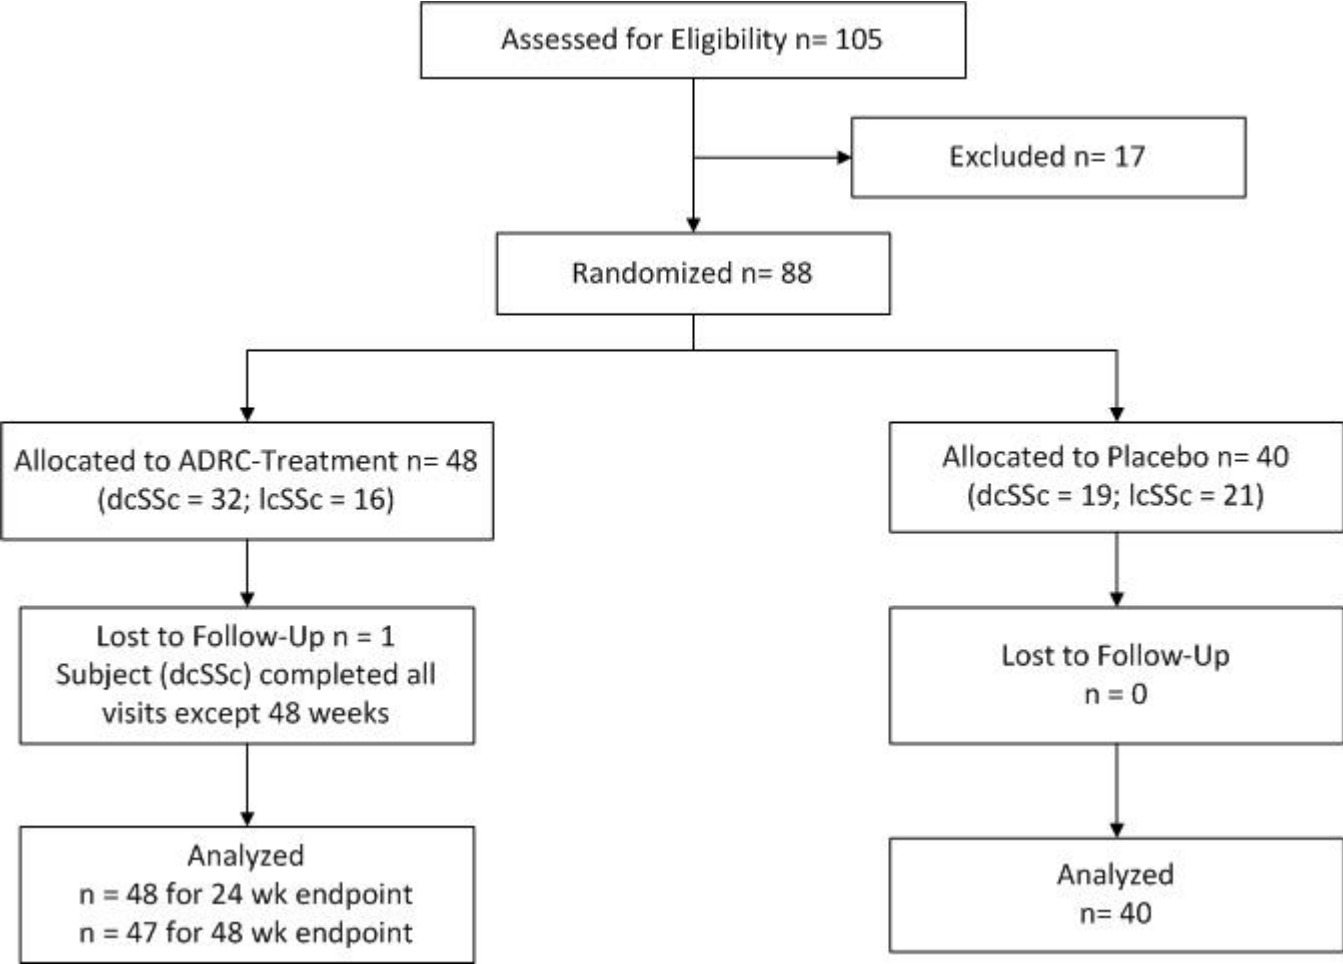 Assessed for Eligibility n= 105
Excluded n= 17
Randomized n= 88
Allocated to ADRC-Treatment n= 48
(dcSSc = 32; lcSSc = 16)
Allocated to Placebo n= 40
(dcSSc = 19; lcSSc = 21)
Lost to Follow-Up n = 1
Subject (dcSSc) completed all
visits except 48 weeks
Lost to Follow-Up
n = 0
Analyzed
n = 48 for 24 wk endpoint
n = 47 for 48 wk endpoint
Analyzed
n= 40